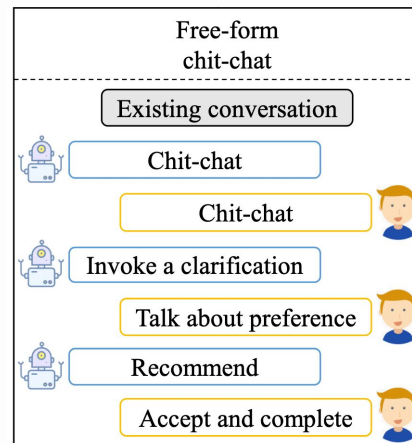 Free-form
chit-chat
Existing conversation
Chit-chat
Chit-chat
Invoke a clarification
Talk about preference
Recommend
Accept and complete